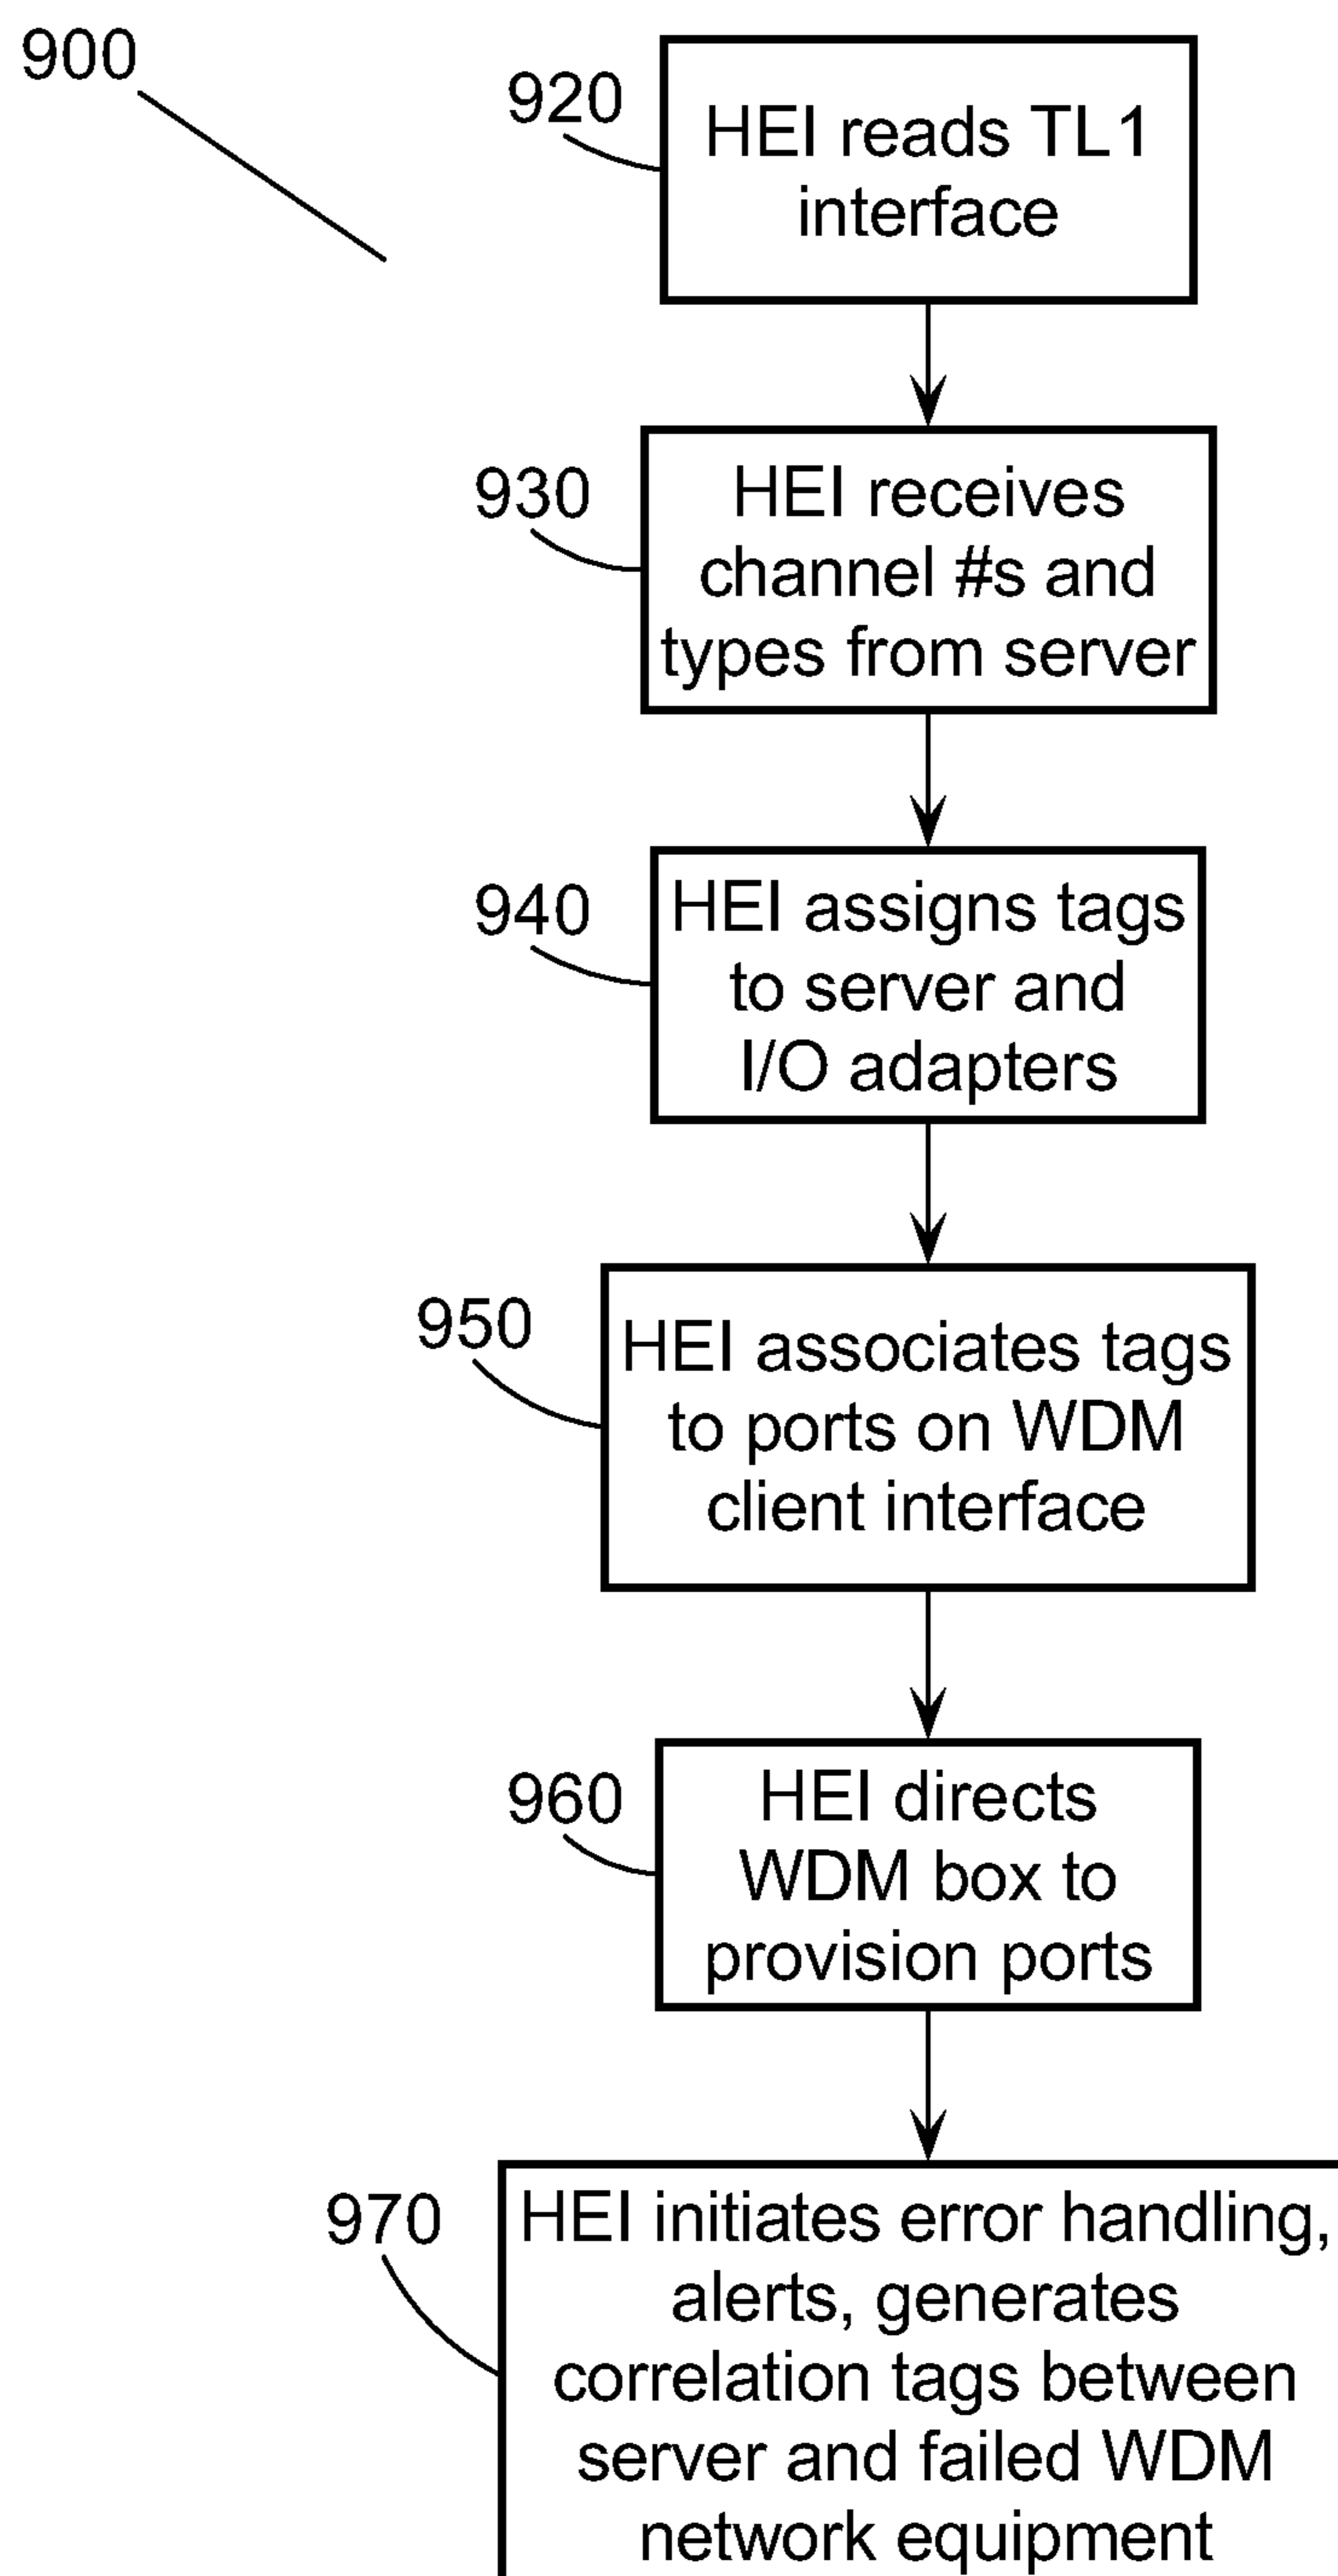 900
920
HEI reads TL1
interface
930
HEI receives
channel #s and
types from server
940
HEI assigns tags
to server and
I/O adapters
950
HEI associates tags
to ports on WDM
client interface
960
HEI directs
WDM box to
provision ports
970
HEI initiates error handling,
alerts, generates
correlation tags between
server and failed WDM
network equipment